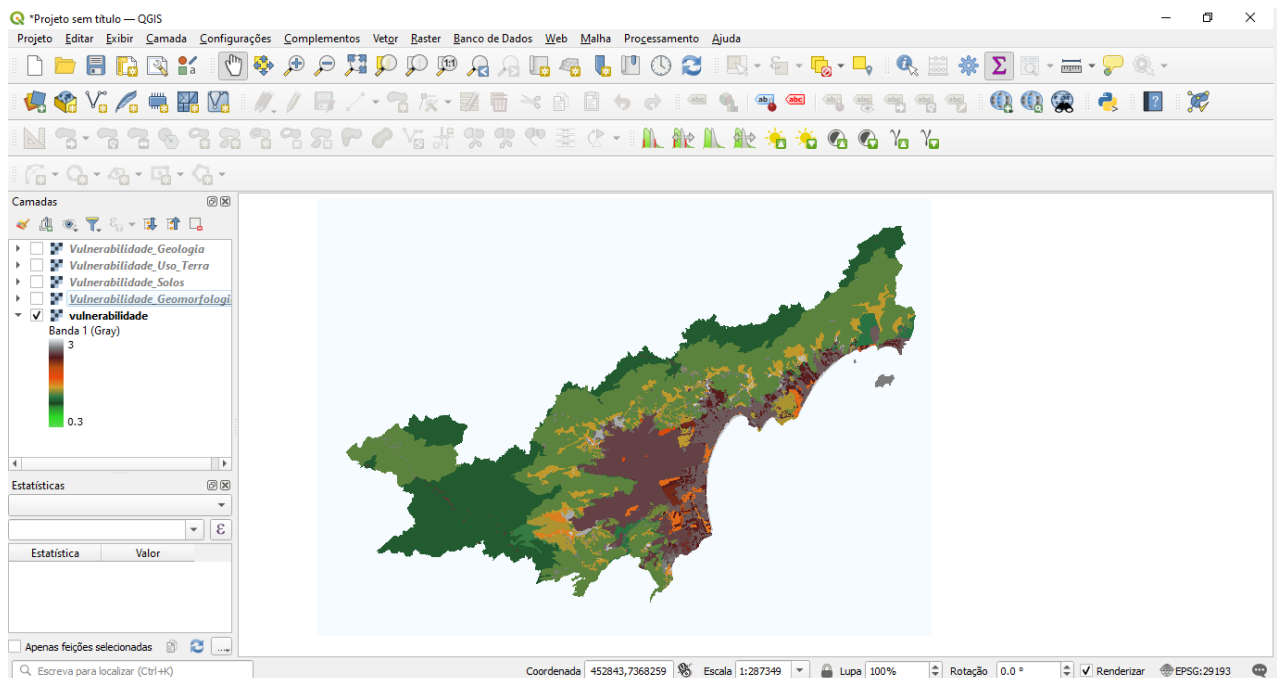 *Projeto sem título — QGIS
Projeto Editar Exibir Camada Configurações Complementos Vetor Raster Banco de Dados Web Malha Processamento Ajuda
Camadas
Vulnerabilidade_Geologia
Vulnerabilidade_Uso_Terra
Vulnerabilidade_Solos
Vulnerabilidade_Geomorfologi
vulnerabilidade
Banda 1 (Gray)
3
0.3
Estatísticas
ε
Estatística Valor
Apenas feições selecionadas
Escreva para localizar (Ctrl+K) Coordenada 452843,7368259 Escala 1:287349 Lupa 100% Rotação 0.0 ° Renderizar EPSG:29193